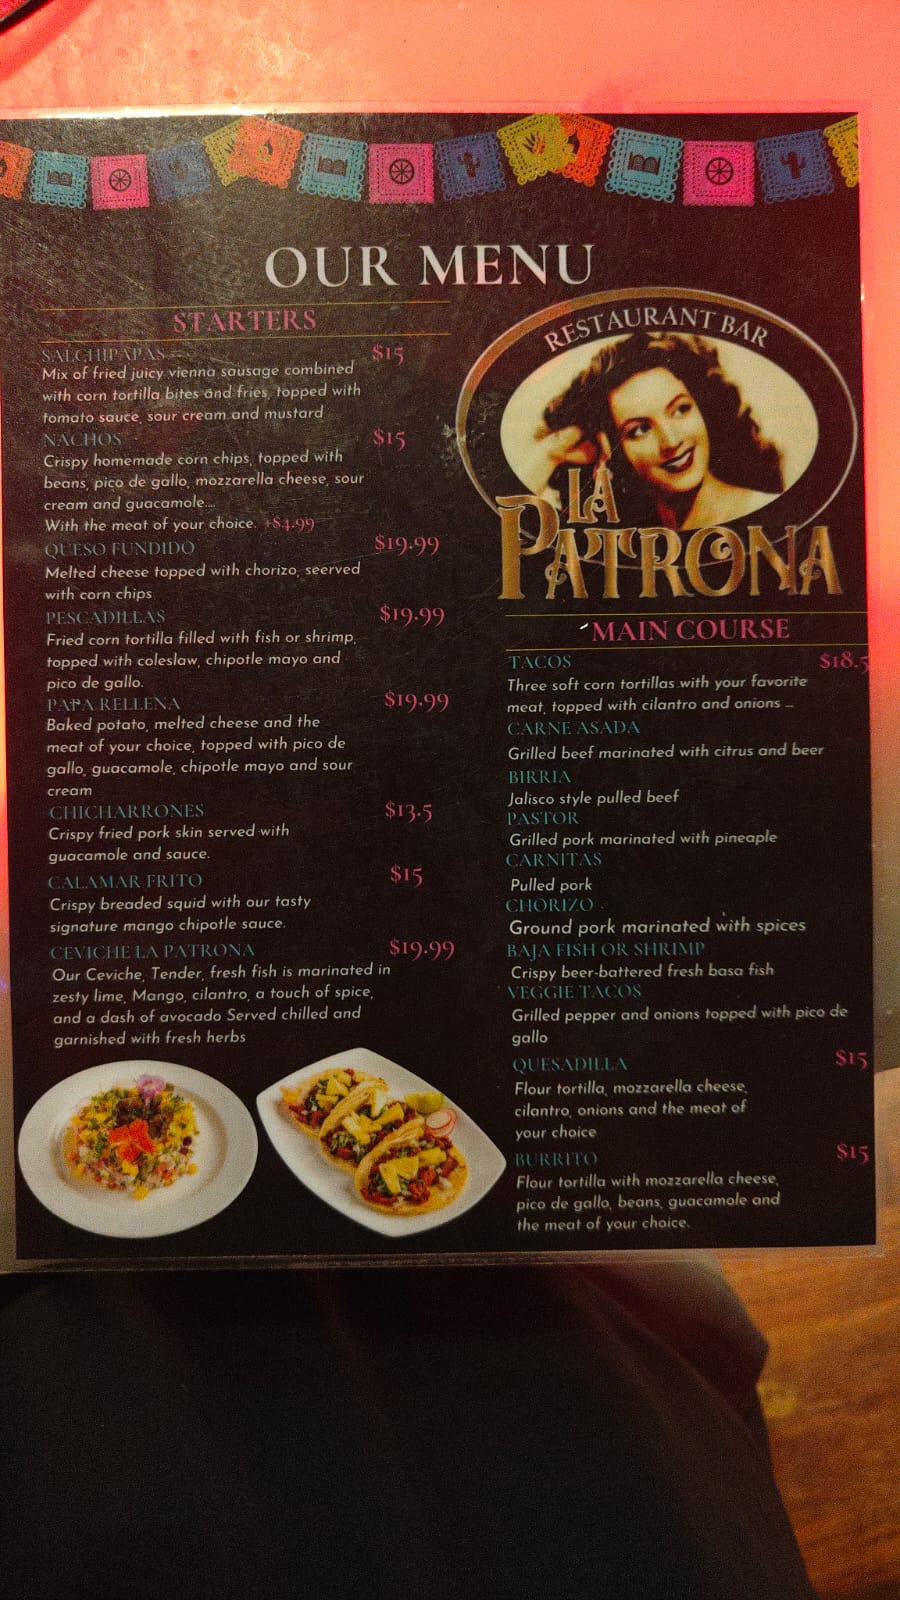 OUR MENU
STARTERS
SALCHIPAPAS $15
Mix of fried juicy vienna sausage combined
with corn tortilla bites and fries, topped with
tomato sauce, sour cream and mustard
NACHOS $15
Crispy homemade corn chips, topped with
beans, pico de gallo, mozzarella cheese, sour
cream and guacamole....
With the meat of your choice. +$4.99
QUESO FUNDIDO $19.99
Melted cheese topped with chorizo, seerved
with corn chips
PESCADILLAS $19.99
Fried corn tortilla filled with fish or shrimp,
topped with coleslaw, chipotle mayo and
pico de gallo.
PAPA RELLENA $19.99
Baked potato, melted cheese and the
meat of your choice, topped with pico de
gallo, guacamole, chipotle mayo and sour
cream
CHICHARRONES $13.5
Crispy fried pork skin served with
guacamole and sauce.
CALAMAR FRITO $15
Crispy breaded squid with our tasty
signature mango chipotle sauce.
CEVICHE LA PATRONA $19.99
Our Ceviche, Tender, fresh fish is marinated in
zesty lime, Mango, cilantro, a touch of spice,
and a dash of avocado Served chilled and
garnished with fresh herbs
RESTAURANT BAR
LA
PATRONA
MAIN COURSE
TACOS $18.5
Three soft corn tortillas with your favorite
meat, topped with cilantro and onions ...
CARNE ASADA
Grilled beef marinated with citrus and beer
BIRRIA
Jalisco style pulled beef
PASTOR
Grilled pork marinated with pineaple
CARNITAS
Pulled pork
CHORIZO
Ground pork marinated with spices
BAJA FISH OR SHRIMP
Crispy beer-battered fresh basa fish
VEGGIE TACOS
Grilled pepper and onions topped with pico de
gallo
QUESADILLA $15
Flour tortilla, mozzarella cheese,
cilantro, onions and the meat of
your choice
BURRITO $15
Flour tortilla with mozzarella cheese,
pico de gallo, beans, guacamole and
the meat of your choice.